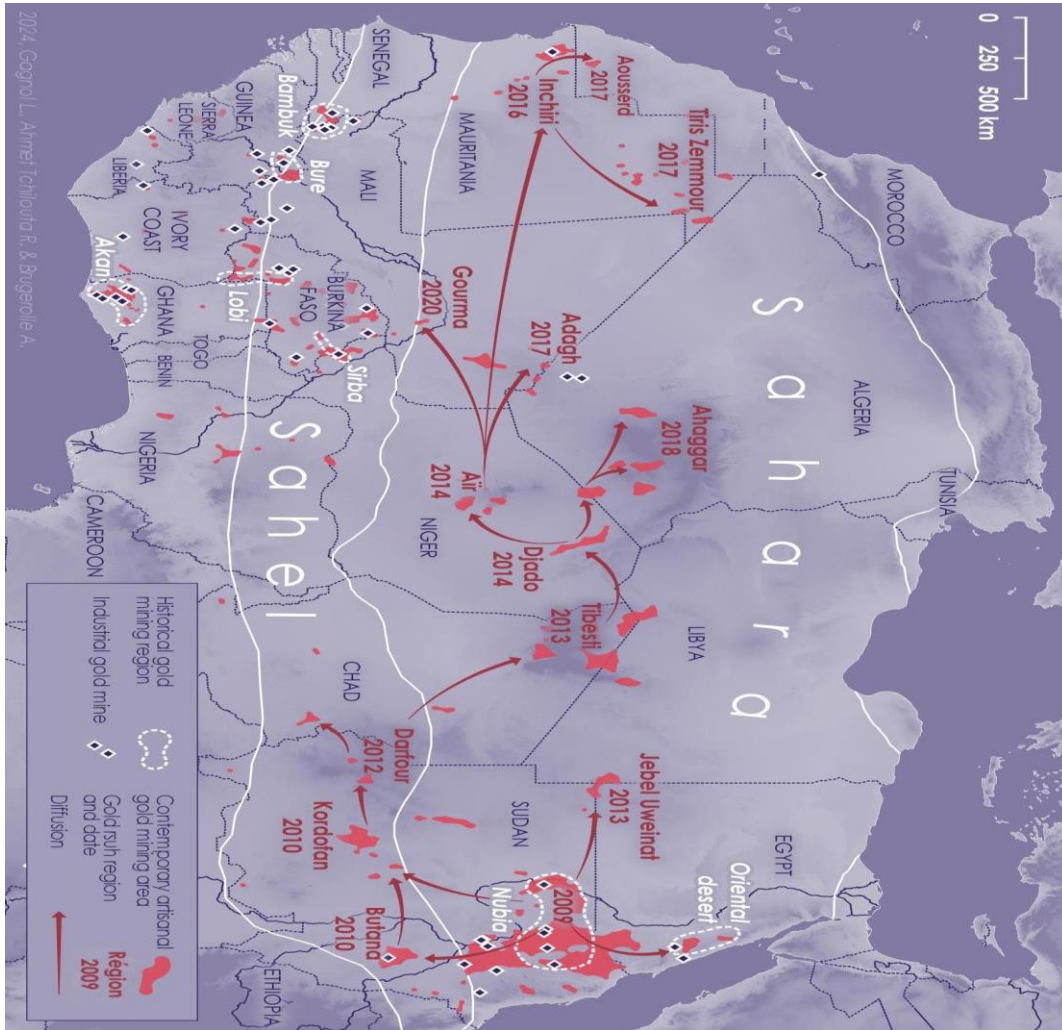 0 250 500 km
MOROCCO
ALGERIA
TUNISIA
LIBYA
EGYPT
Sahara
Tiris Zemmour
2017
Aousserd
2017
Inchiri
2016
Adagh
2017
Ahaggar
2018
Djado
2014
Tibesti
2013
Jebel Uweinat
2013
Oriental
desert
2009
Nubia
Aïr
2014
Gourma
2020
MAURITANIA
MALI
NIGER
CHAD
SUDAN
Darfour
2012
Kordofan
2010
Butana
2010
SENEGAL
Bambuk
GUINEA
SIERRA
LEONE
LIBERIA
Bure
IVORY
COAST
Lobi
BURKINA
FASO
Sirba
Akan
GHANA
TOGO
BENIN
NIGERIA
CAMEROON
Sahel
ETHIOPIA
Historical gold
mining region
Industrial gold mine
Contemporary artisanal
gold mining area
Gold rsuh region
and date
Région
2009
Diffusion
2024, Gagnol L., Ahmet Tchilouta R. & Brugerolle A.